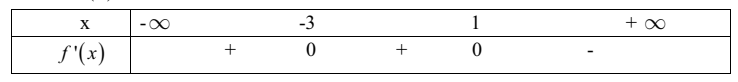 x -∞ -3 1 + ∞
f'(x) + 0 + 0 -